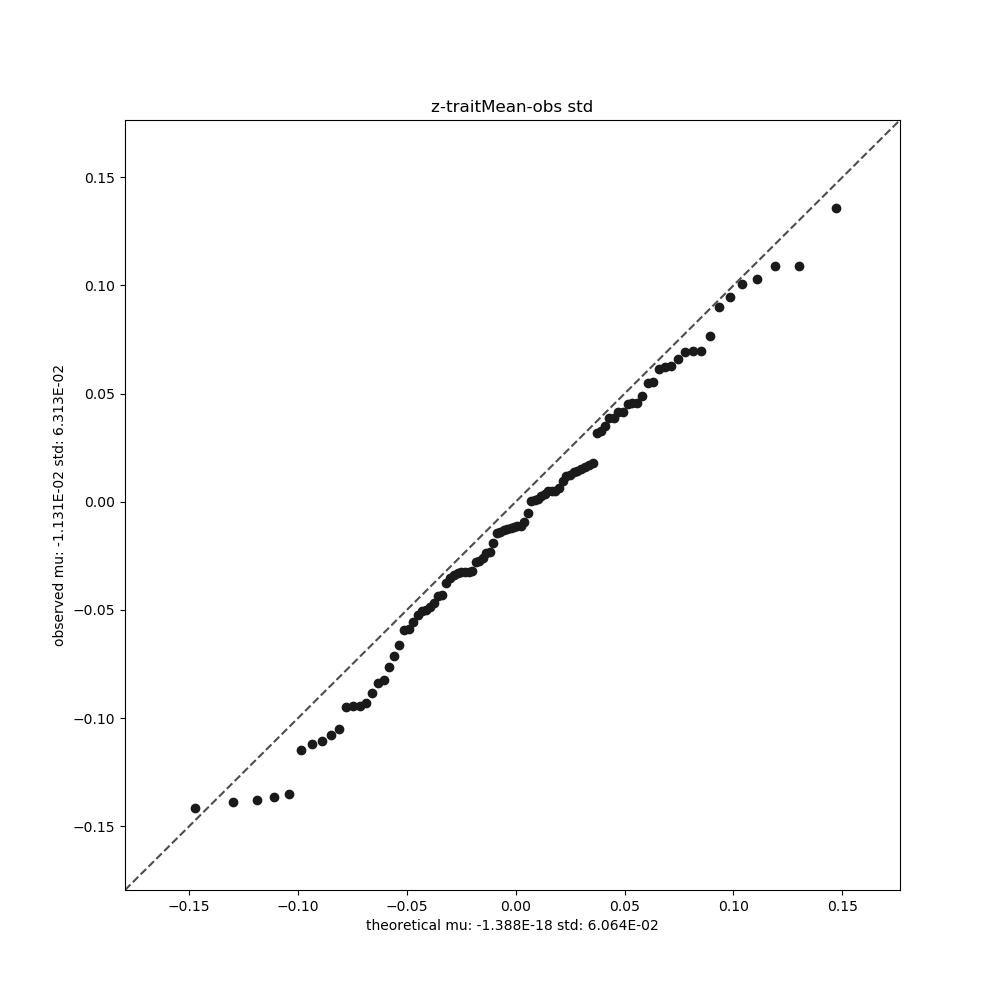 z-traitMean-obs std
0.15
0.10
0.05
0.00
−0.05
−0.10
−0.15
observed mu: -1.131E-02 std: 6.313E-02
−0.15 −0.10 −0.05 0.00 0.05 0.10 0.15
theoretical mu: -1.388E-18 std: 6.064E-02